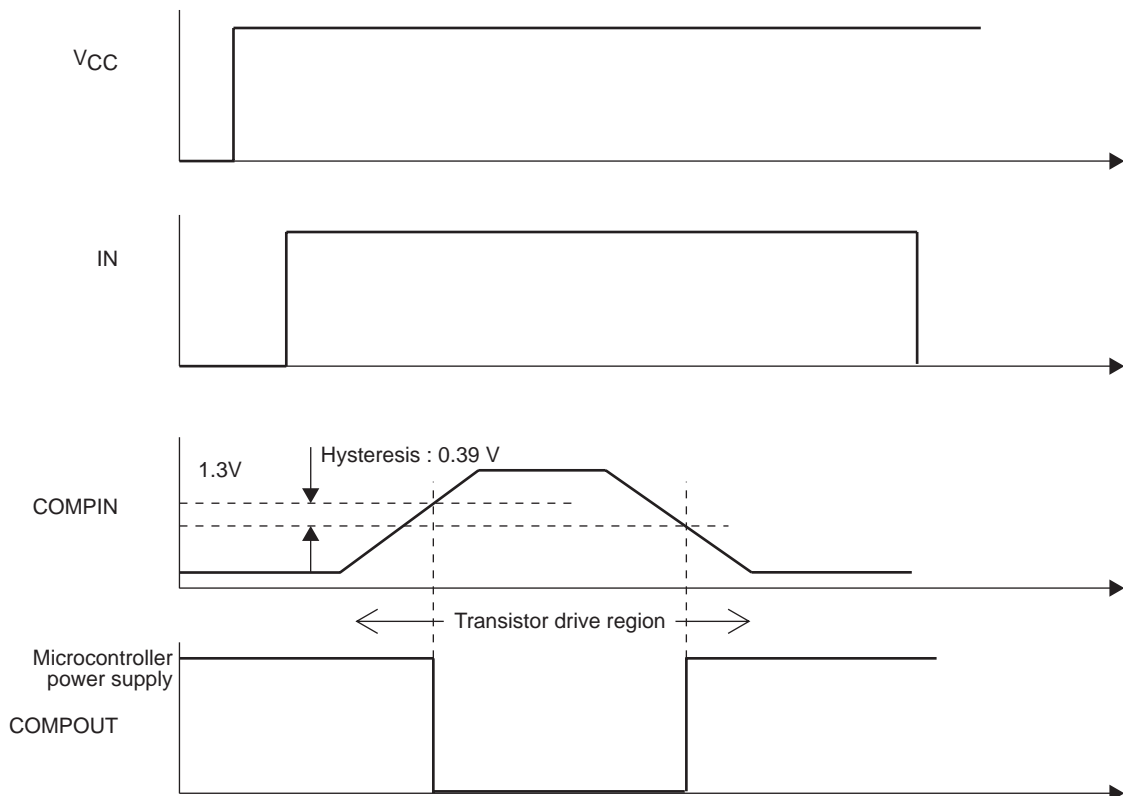 VCC
IN
1.3V
Hysteresis : 0.39 V
COMPIN
Transistor drive region
Microcontroller
power supply
COMPOUT